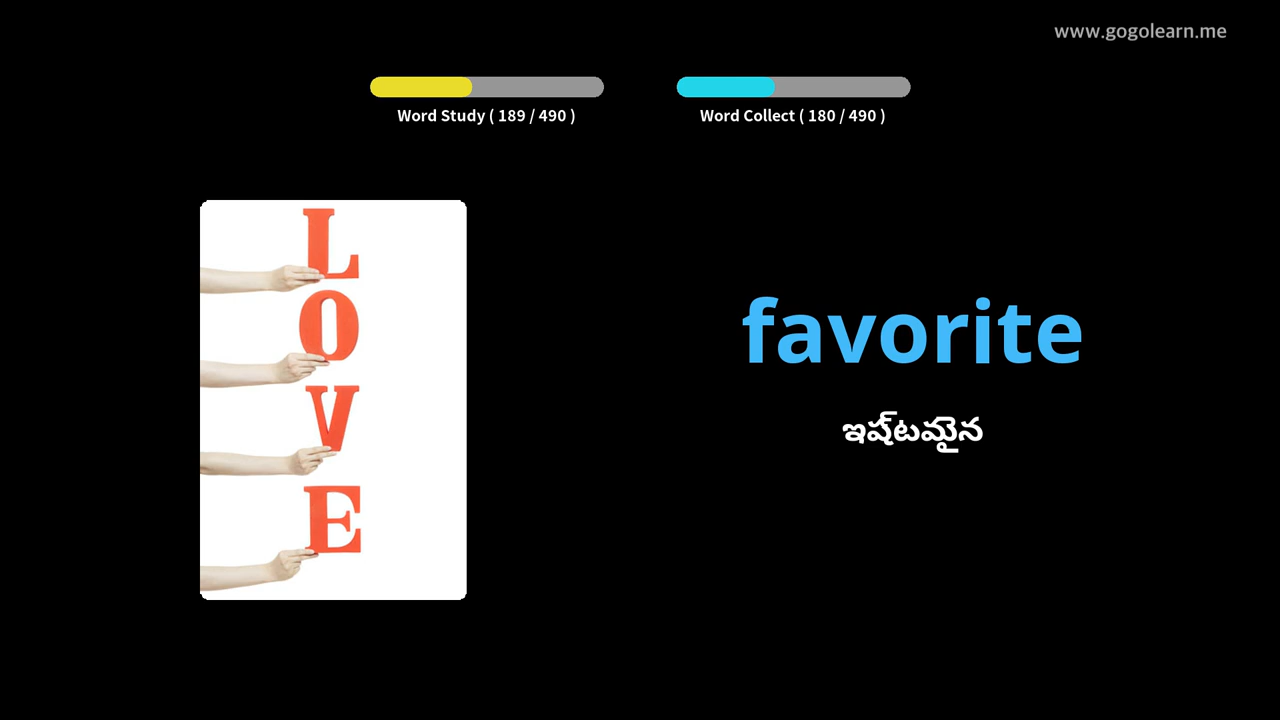 www.gogolearn.me
Word Study ( 189 / 490 )
Word Collect ( 180 / 490 )
L
O
V
E
favorite
ఇష్టమైన